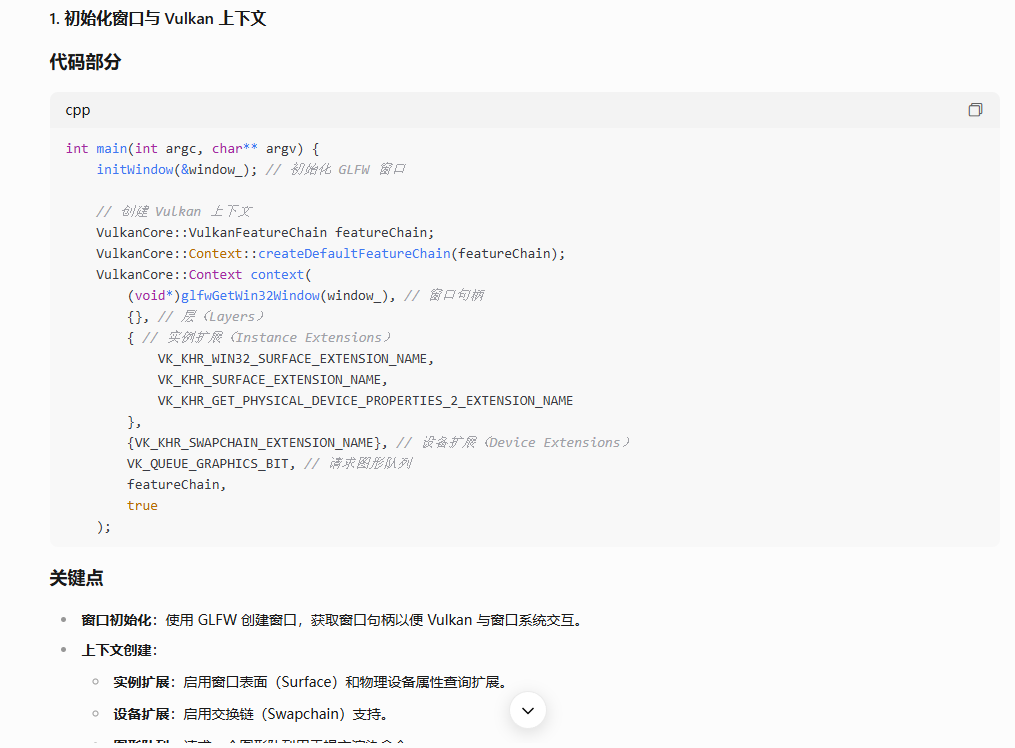 1. 初始化窗口与 Vulkan 上下文
代码部分
cpp
int main(int argc, char** argv) {
    initWindow(&window_); // 初始化 GLFW 窗口

    // 创建 Vulkan 上下文
    VulkanCore::VulkanFeatureChain featureChain;
    VulkanCore::Context::createDefaultFeatureChain(featureChain);
    VulkanCore::Context context(
        (void*)glfwGetWin32Window(window_), // 窗口句柄
        {}, // 层（Layers）
        { // 实例扩展（Instance Extensions）
            VK_KHR_WIN32_SURFACE_EXTENSION_NAME,
            VK_KHR_SURFACE_EXTENSION_NAME,
            VK_KHR_GET_PHYSICAL_DEVICE_PROPERTIES_2_EXTENSION_NAME
        },
        {VK_KHR_SWAPCHAIN_EXTENSION_NAME}, // 设备扩展（Device Extensions）
        VK_QUEUE_GRAPHICS_BIT, // 请求图形队列
        featureChain,
        true
    );
关键点
窗口初始化：使用 GLFW 创建窗口，获取窗口句柄以便 Vulkan 与窗口系统交互。
上下文创建：
实例扩展：启用窗口表面（Surface）和物理设备属性查询扩展。
设备扩展：启用交换链（Swapchain）支持。